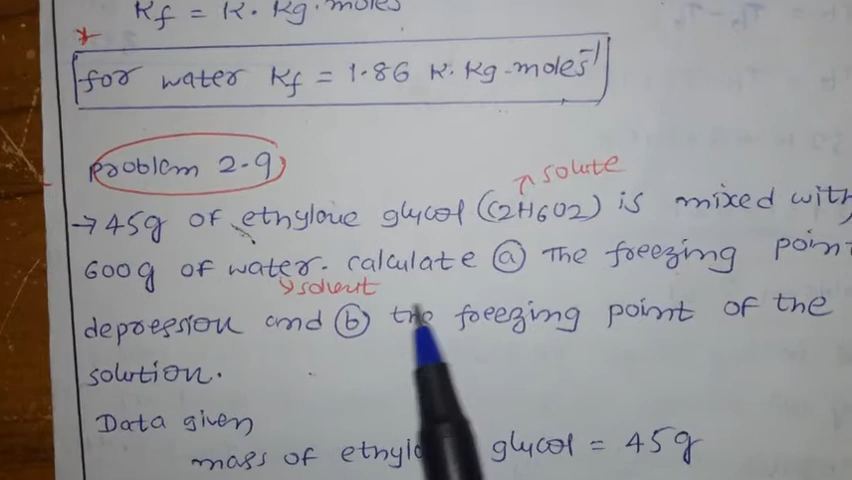 Kf = K. Kg.moles
*
for water Kf = 1.86 K. Kg.moles⁻¹
problem 2.9
↗ solute
→ 45g of ethylene glycol (C2H6O2) is mixed with
600g of water. calculate (a) The freezing point
↘ solvent
depression and (b) the freezing point of the
solution.
Data given
mass of glycol = 45g